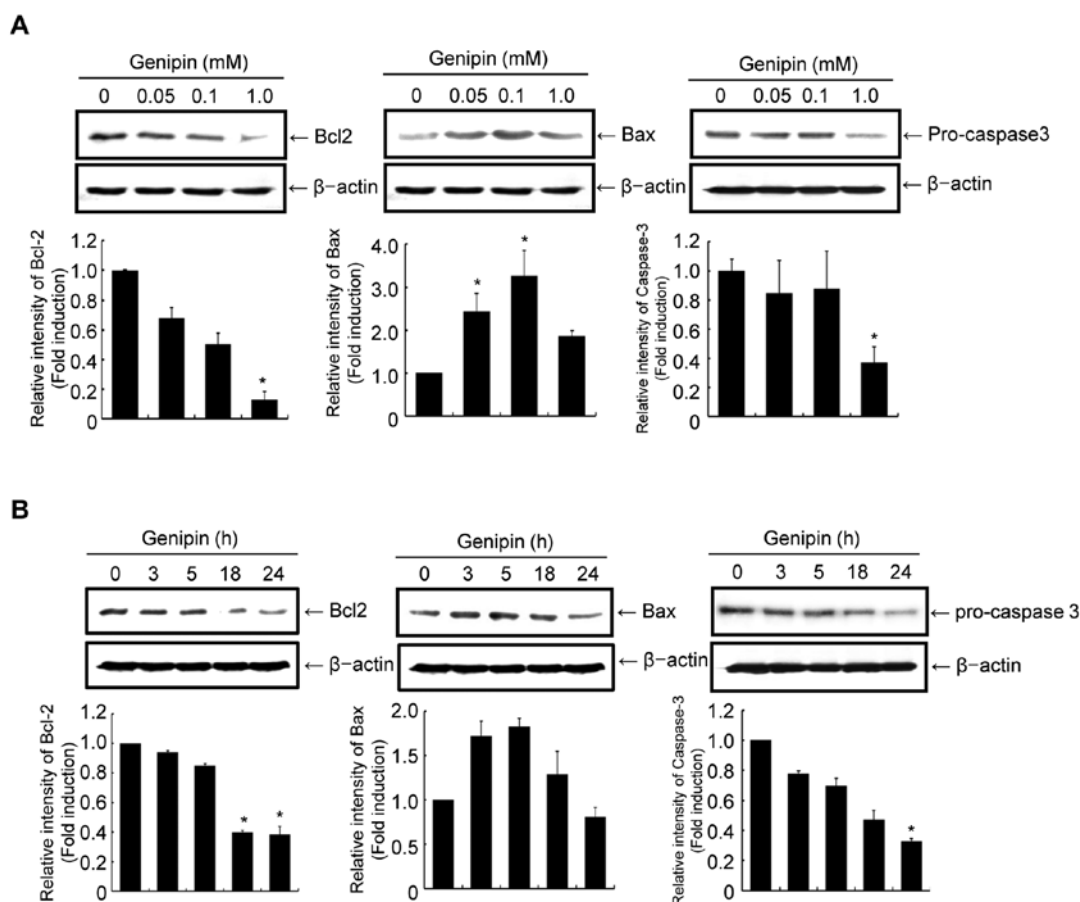 A
Genipin (mM)
0 0.05 0.1 1.0
← Bcl2
← β-actin
Relative intensity of Bcl-2
(Fold induction)
1.2
1.0
0.8
0.6
0.4
0.2
0
*
Genipin (mM)
0 0.05 0.1 1.0
← Bax
← β-actin
Relative intensity of Bax
(Fold induction)
4.0
3.0
2.0
1.0
0
*
*
Genipin (mM)
0 0.05 0.1 1.0
← Pro-caspase3
← β-actin
Relative intensity of Caspase-3
(Fold induction)
1.2
1.0
0.8
0.6
0.4
0.2
0
*
B
Genipin (h)
0 3 5 18 24
← Bcl2
← β-actin
Relative intensity of Bcl-2
(Fold induction)
1.2
1.0
0.8
0.6
0.4
0.2
0
*
*
Genipin (h)
0 3 5 18 24
← Bax
← β-actin
Relative intensity of Bax
(Fold induction)
2.0
1.5
1.0
0.5
0
Genipin (h)
0 3 5 18 24
← pro-caspase 3
← β-actin
Relative intensity of Caspase-3
(Fold induction)
1.2
1.0
0.8
0.6
0.4
0.2
0
*